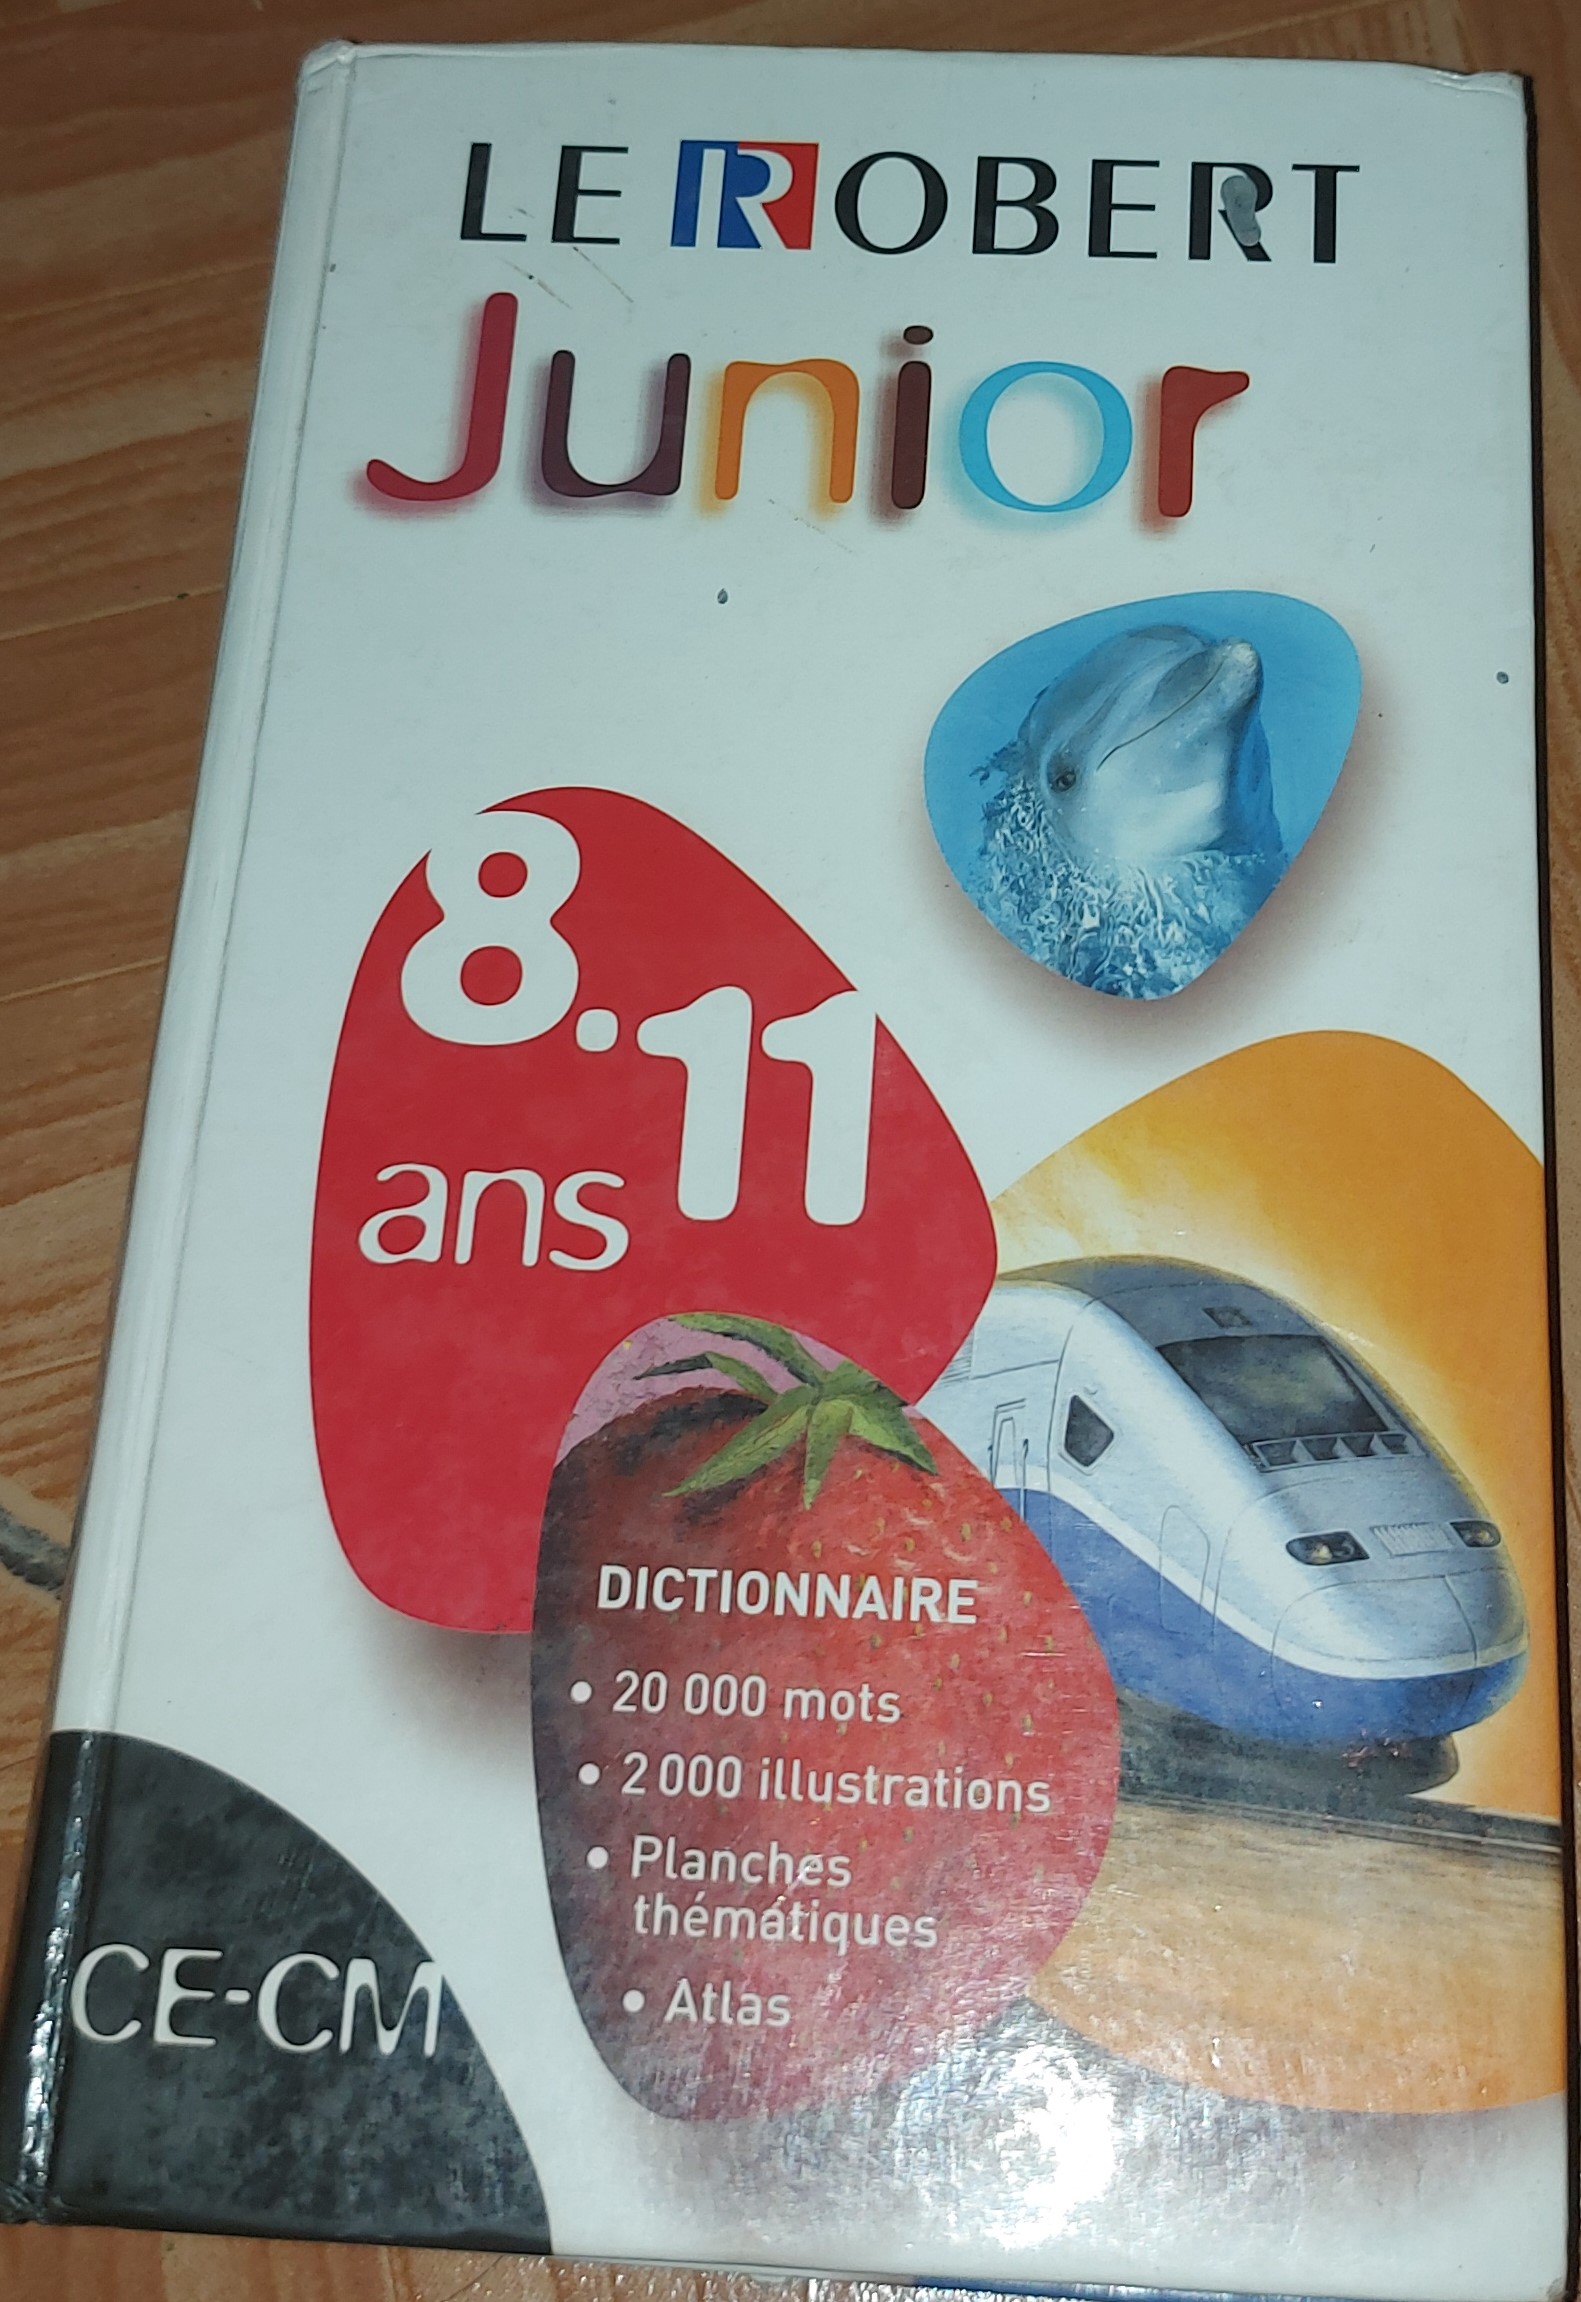 LE ROBERT
Junior
8.11
ans
DICTIONNAIRE
• 20 000 mots
• 2 000 illustrations
• Planches
thématiques
• Atlas
CE-CM